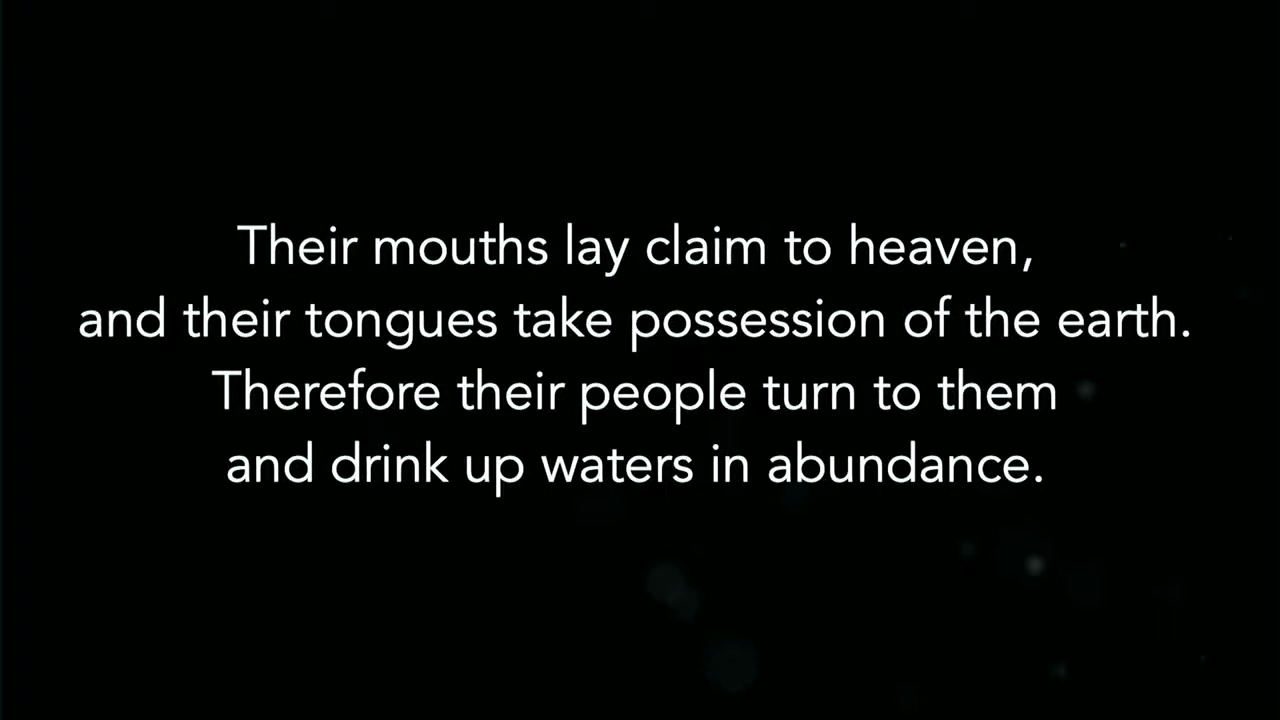 Their mouths lay claim to heaven,
and their tongues take possession of the earth.
Therefore their people turn to them
and drink up waters in abundance.